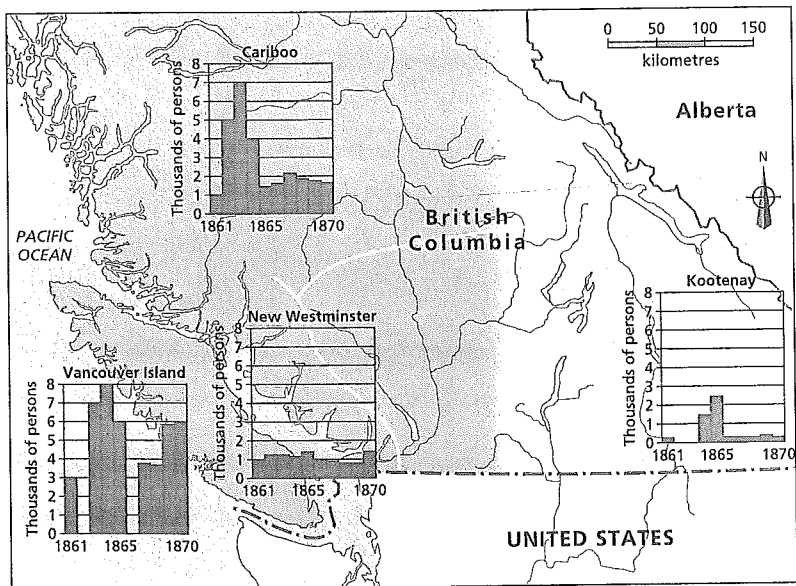 Cariboo
Thousands of persons
8
7
6
5
4
3
2
1
0
1861 1865 1870
0 50 100 150
kilometres
Alberta
N
British
Columbia
PACIFIC
OCEAN
Kootenay
Thousands of persons
8
7
6
5
4
3
2
1
0
1861 1865 1870
New Westminster
Thousands of persons
8
7
6
5
4
3
2
1
0
1861 1865 1870
Vancouver Island
Thousands of persons
8
7
6
5
4
3
2
1
0
1861 1865 1870
UNITED STATES